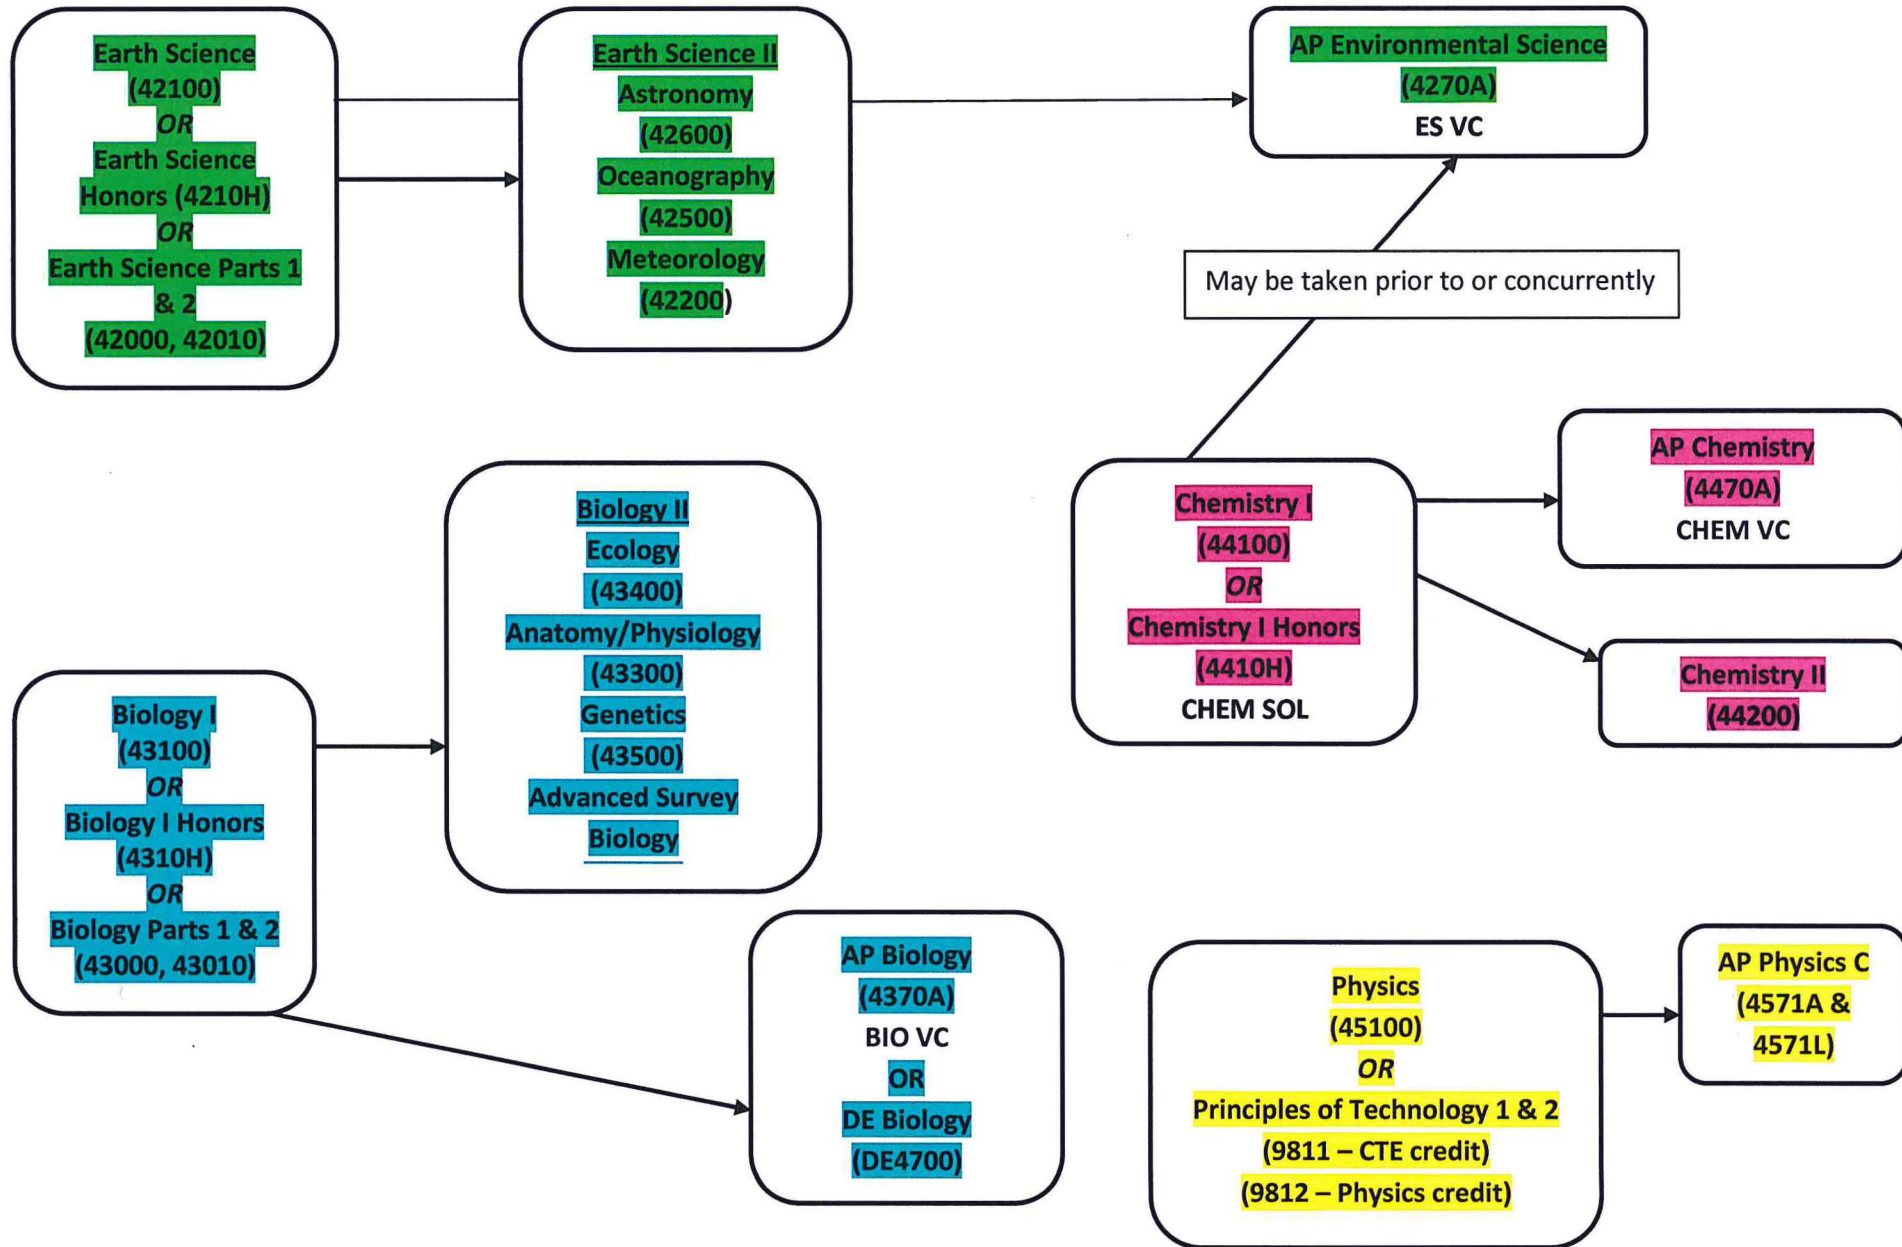 Earth Science
(42100)
OR
Earth Science
Honors (4210H)
OR
Earth Science Parts 1
& 2
(42000, 42010)
Earth Science II
Astronomy
(42600)
Oceanography
(42500)
Meteorology
(42200)
AP Environmental Science
(4270A)
ES VC
May be taken prior to or concurrently
Biology I
(43100)
OR
Biology I Honors
(4310H)
OR
Biology Parts 1 & 2
(43000, 43010)
Biology II
Ecology
(43400)
Anatomy/Physiology
(43300)
Genetics
(43500)
Advanced Survey
Biology
AP Biology
(4370A)
BIO VC
OR
DE Biology
(DE4700)
Chemistry I
(44100)
OR
Chemistry I Honors
(4410H)
CHEM SOL
AP Chemistry
(4470A)
CHEM VC
Chemistry II
(44200)
Physics
(45100)
OR
Principles of Technology 1 & 2
(9811 – CTE credit)
(9812 – Physics credit)
AP Physics C
(4571A &
4571L)